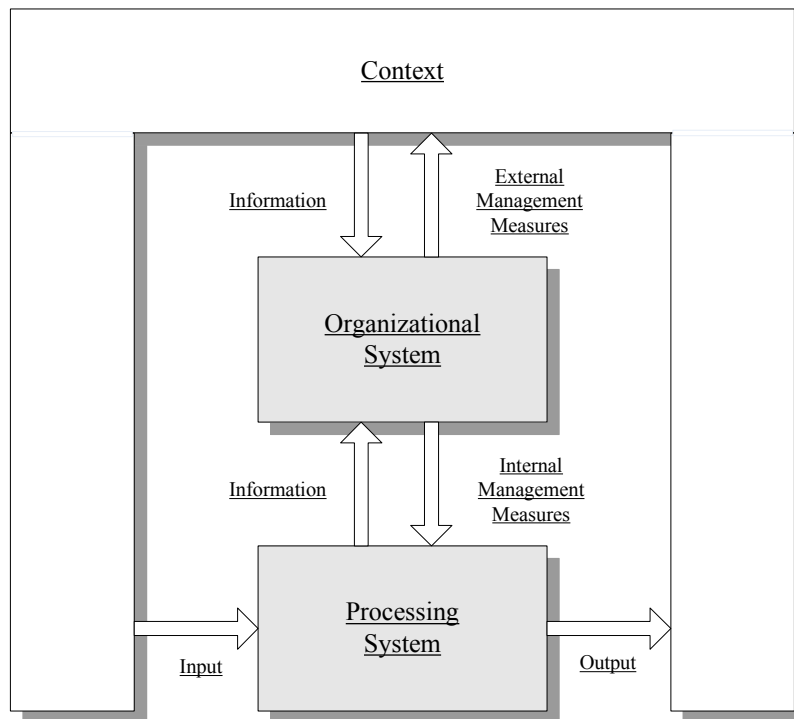 Context
Information
External
Management
Measures
Organizational
System
Information
Internal
Management
Measures
Processing
System
Input
Output